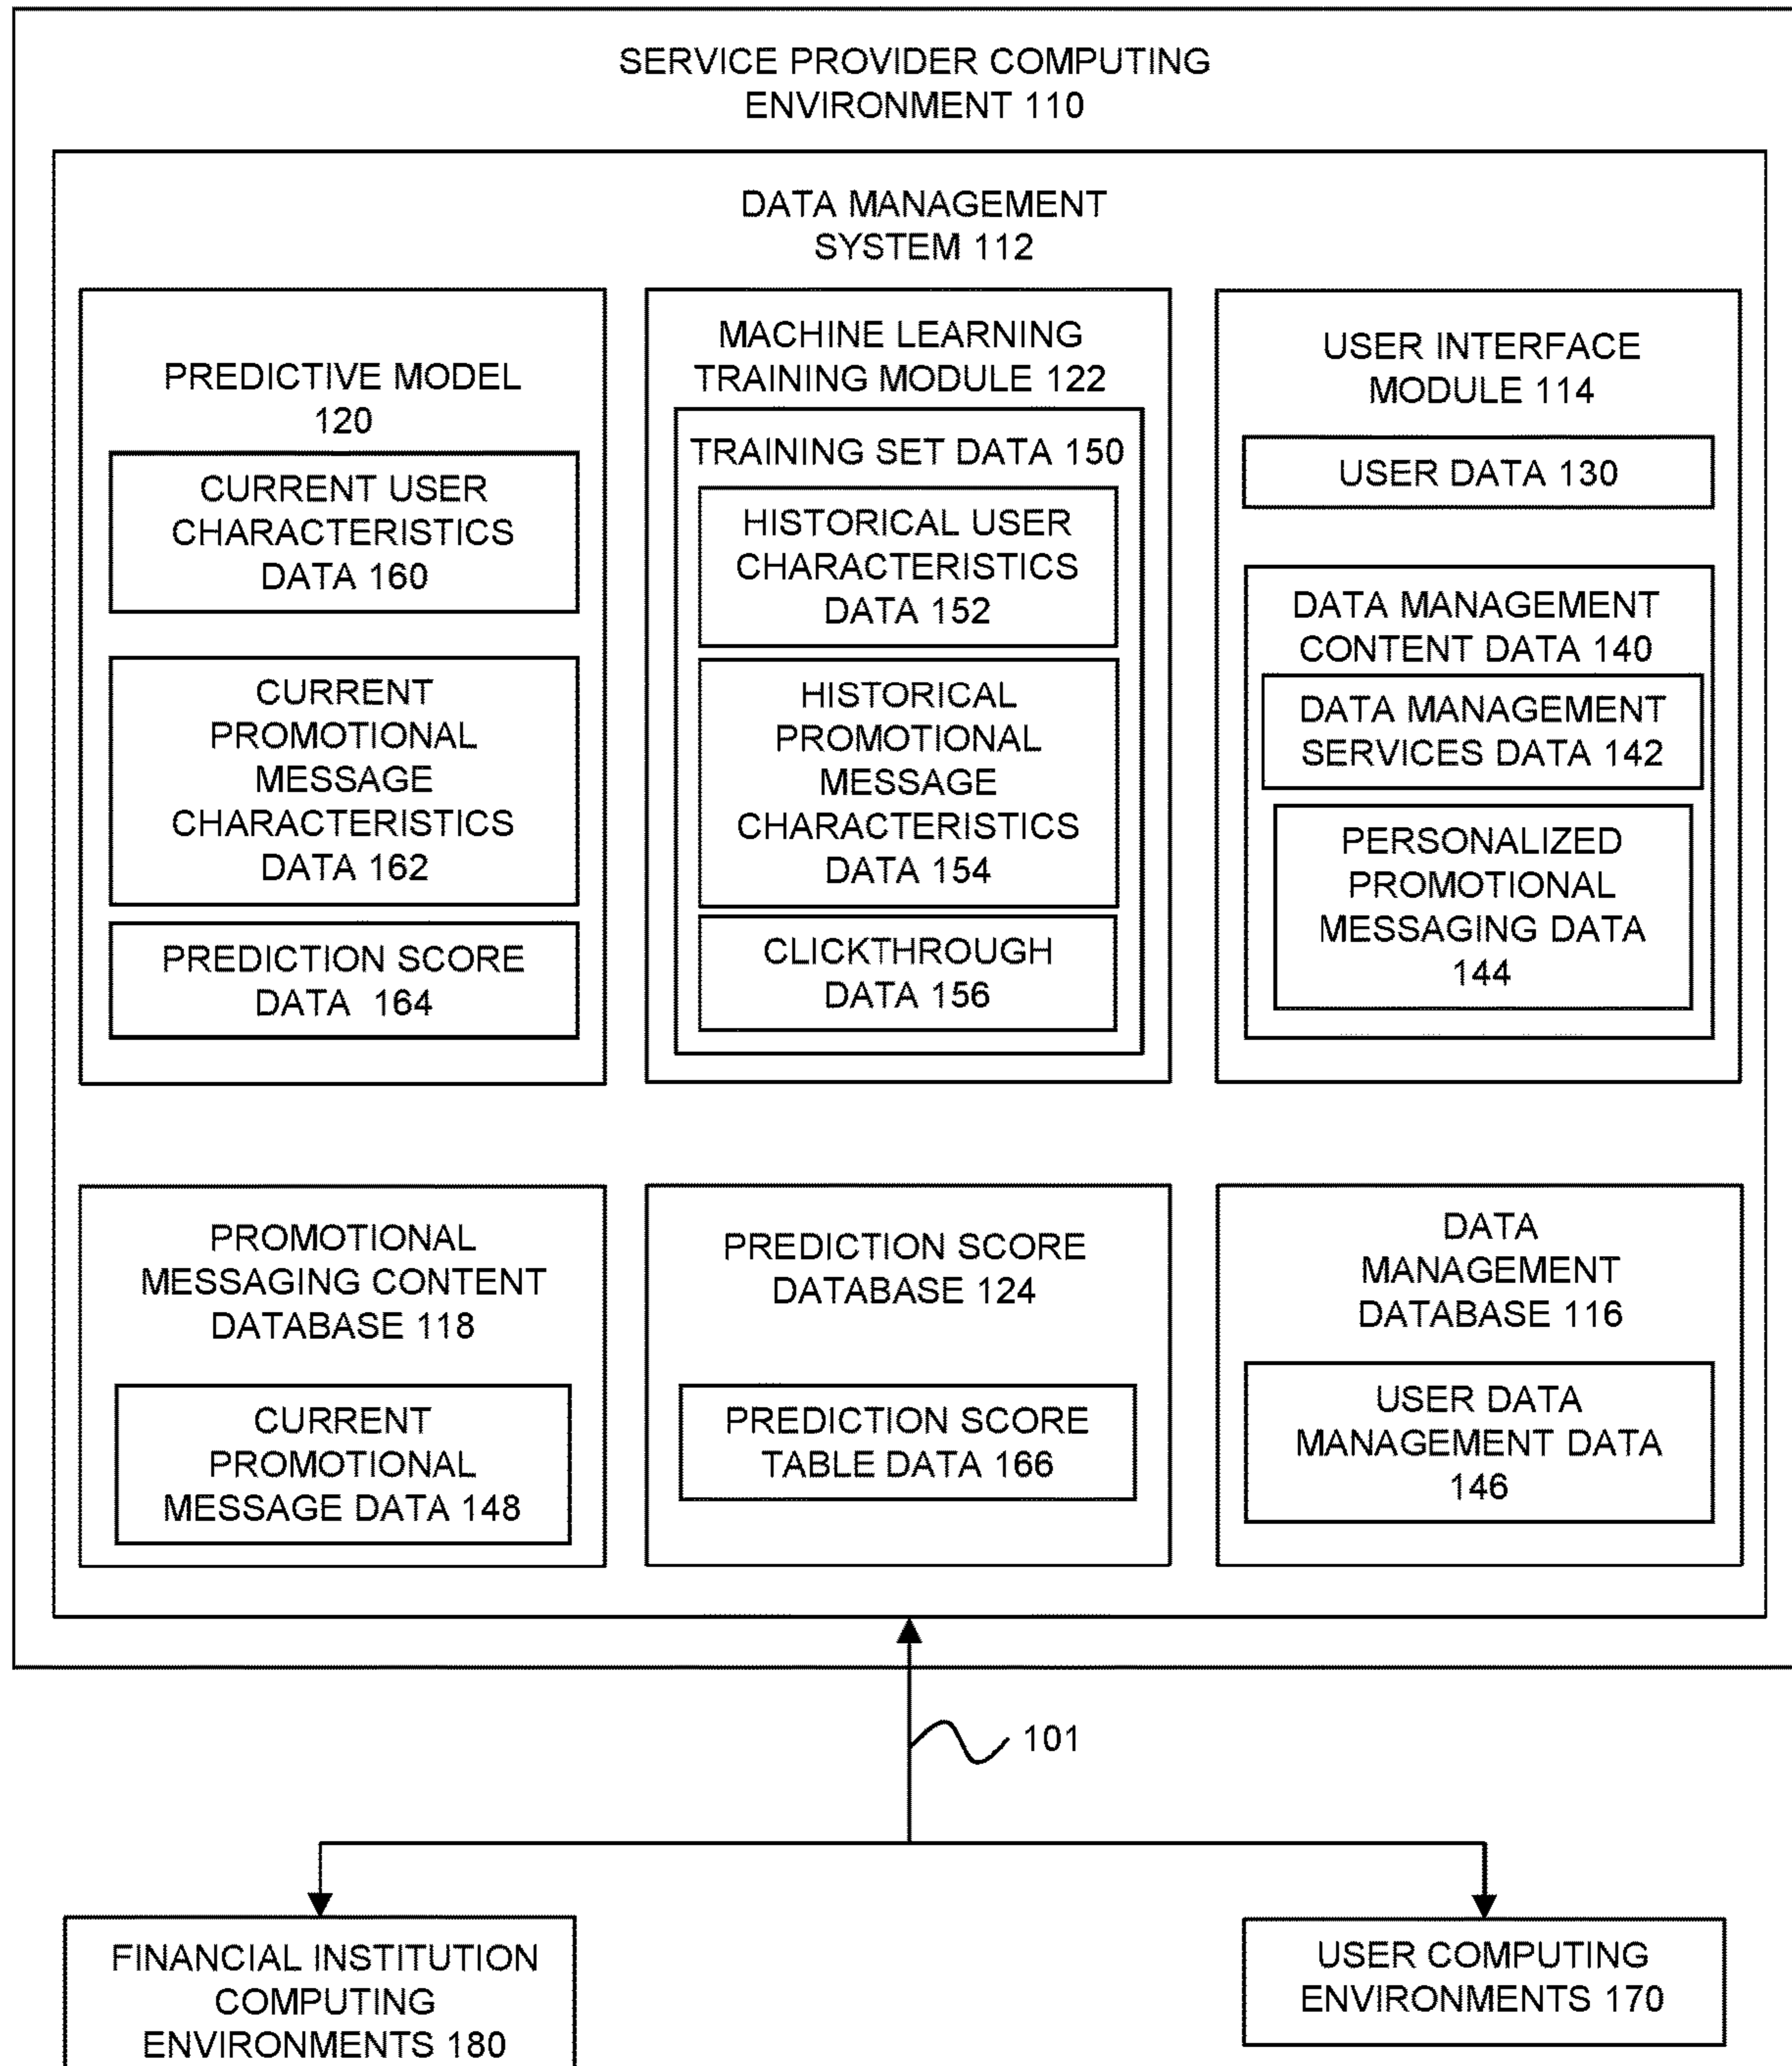 SERVICE PROVIDER COMPUTING
ENVIRONMENT 110
DATA MANAGEMENT
SYSTEM 112
PREDICTIVE MODEL
120
CURRENT USER
CHARACTERISTICS
DATA 160
CURRENT
PROMOTIONAL
MESSAGE
CHARACTERISTICS
DATA 162
PREDICTION SCORE
DATA 164
MACHINE LEARNING
TRAINING MODULE 122
TRAINING SET DATA 150
HISTORICAL USER
CHARACTERISTICS
DATA 152
HISTORICAL
PROMOTIONAL
MESSAGE
CHARACTERISTICS
DATA 154
CLICKTHROUGH
DATA 156
USER INTERFACE
MODULE 114
USER DATA 130
DATA MANAGEMENT
CONTENT DATA 140
DATA MANAGEMENT
SERVICES DATA 142
PERSONALIZED
PROMOTIONAL
MESSAGING DATA
144
PROMOTIONAL
MESSAGING CONTENT
DATABASE 118
CURRENT
PROMOTIONAL
MESSAGE DATA 148
PREDICTION SCORE
DATABASE 124
PREDICTION SCORE
TABLE DATA 166
DATA
MANAGEMENT
DATABASE 116
USER DATA
MANAGEMENT DATA
146
101
FINANCIAL INSTITUTION
COMPUTING
ENVIRONMENTS 180
USER COMPUTING
ENVIRONMENTS 170